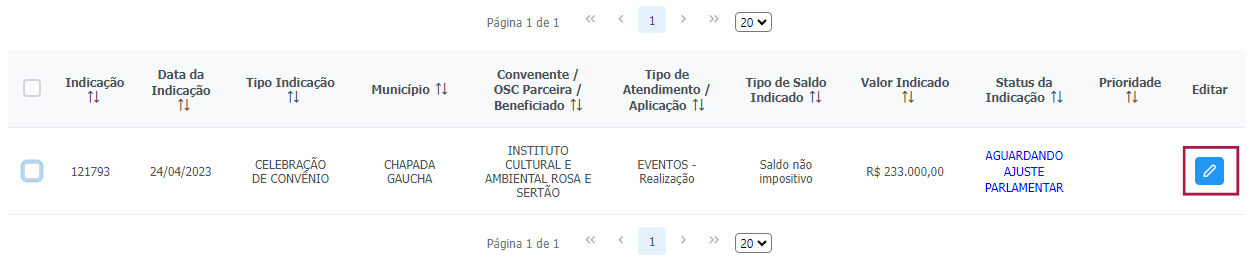 Página 1 de 1 « ‹ 1 › » 20
Indicação
Data da
Indicação
Tipo Indicação
Município
Convenente /
OSC Parceira /
Beneficiado
Tipo de
Atendimento /
Aplicação
Tipo de Saldo
Indicado
Valor Indicado
Status da
Indicação
Prioridade
Editar
121793
24/04/2023
CELEBRAÇÃO
DE CONVÊNIO
CHAPADA
GAUCHA
INSTITUTO
CULTURAL E
AMBIENTAL ROSA E
SERTÃO
EVENTOS -
Realização
Saldo não
impositivo
R$ 233.000,00
AGUARDANDO
AJUSTE
PARLAMENTAR
Página 1 de 1 « ‹ 1 › » 20